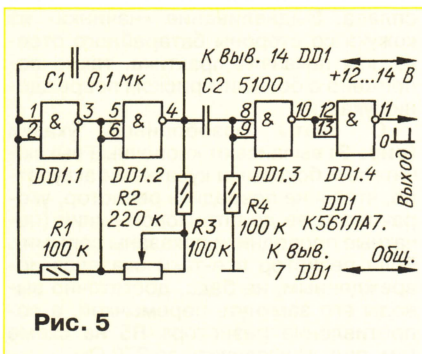 К выв. 14 DD1
+12...14 В
C1
0,1 мк
C2 5100
1
2
&
3
5
6
&
4
8
9
&
10
12
13
&
11
0
Выход
DD1.1
DD1.2
DD1.3
DD1.4
R2
220 к
R3
100 к
R4
100 к
DD1
К561ЛА7.
R1
100 к
К выв.
7 DD1
Общ.
Рис. 5